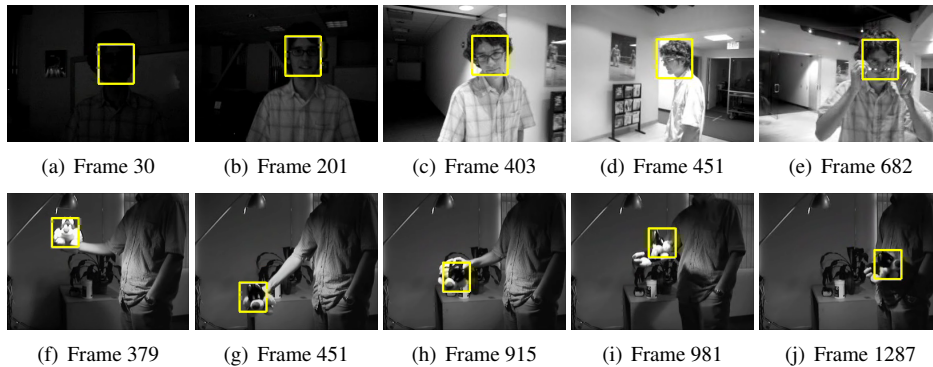 (a) Frame 30
(b) Frame 201
(c) Frame 403
(d) Frame 451
(e) Frame 682
(f) Frame 379
(g) Frame 451
(h) Frame 915
(i) Frame 981
(j) Frame 1287